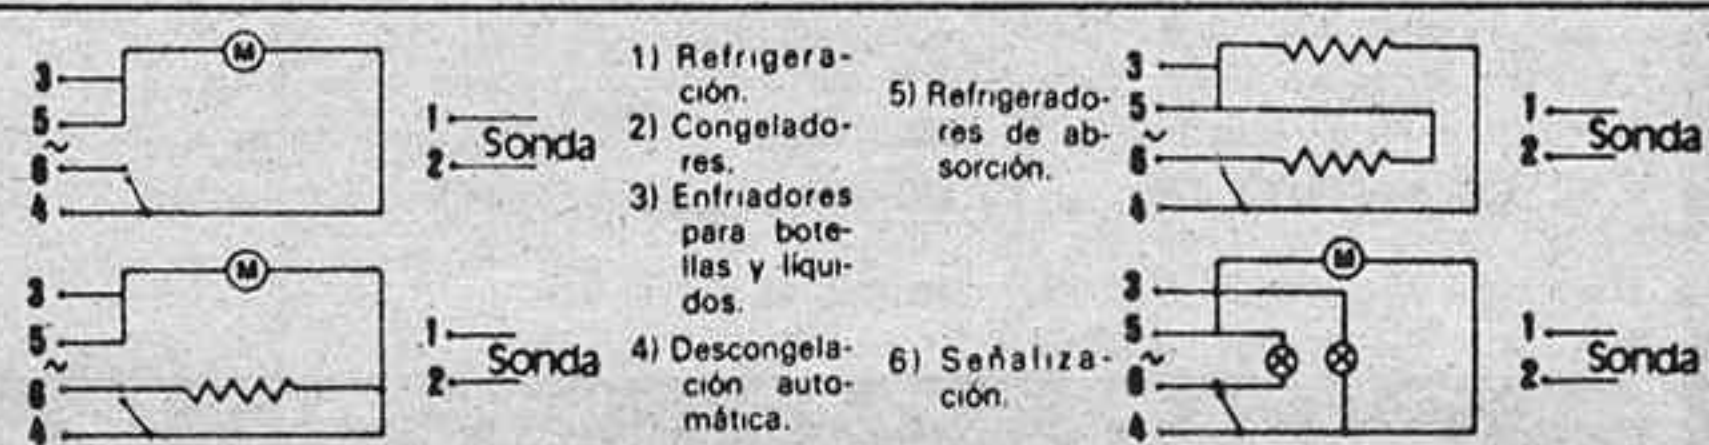 M
3
5
~
6
4
1
Sonda
2
M
3
5
~
6
4
1
Sonda
2
1) Refrigera-
ción.
2) Congelado-
res.
3) Enfriadores
para bote-
llas y líqui-
dos.
4) Descongela-
ción auto-
mática.
5) Refrigerado-
res de ab-
sorción.
6) Señaliza-
ción.
3
5
~
6
4
1
Sonda
2
M
3
5
~
6
4
1
Sonda
2